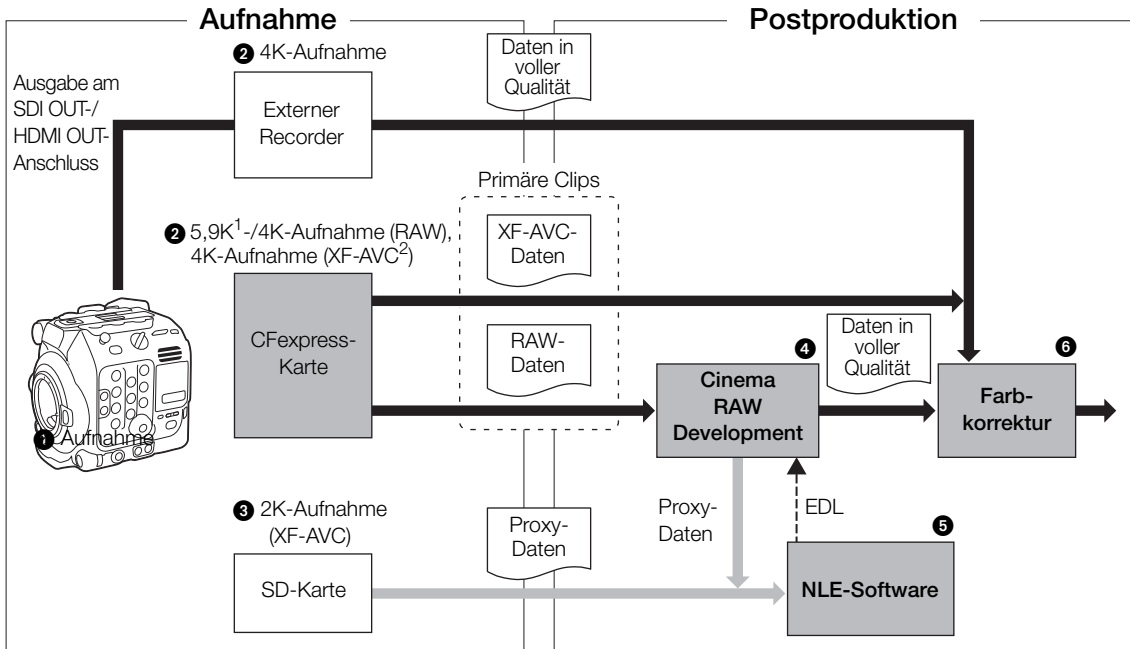 Aufnahme
Postproduktion
❷ 4K-Aufnahme
Daten in
voller
Qualität
Ausgabe am
SDI OUT-/
HDMI OUT-
Anschluss
Externer
Recorder
Primäre Clips
❷ 5,9K1-/4K-Aufnahme (RAW),
4K-Aufnahme (XF-AVC2)
XF-AVC-
Daten
CFexpress-
Karte
RAW-
Daten
❶ Aufnahme
❹
Cinema
RAW
Development
Daten in
voller
Qualität
❻
Farb-
korrektur
❸ 2K-Aufnahme
(XF-AVC)
SD-Karte
Proxy-
Daten
Proxy-
Daten
EDL
❺
NLE-Software